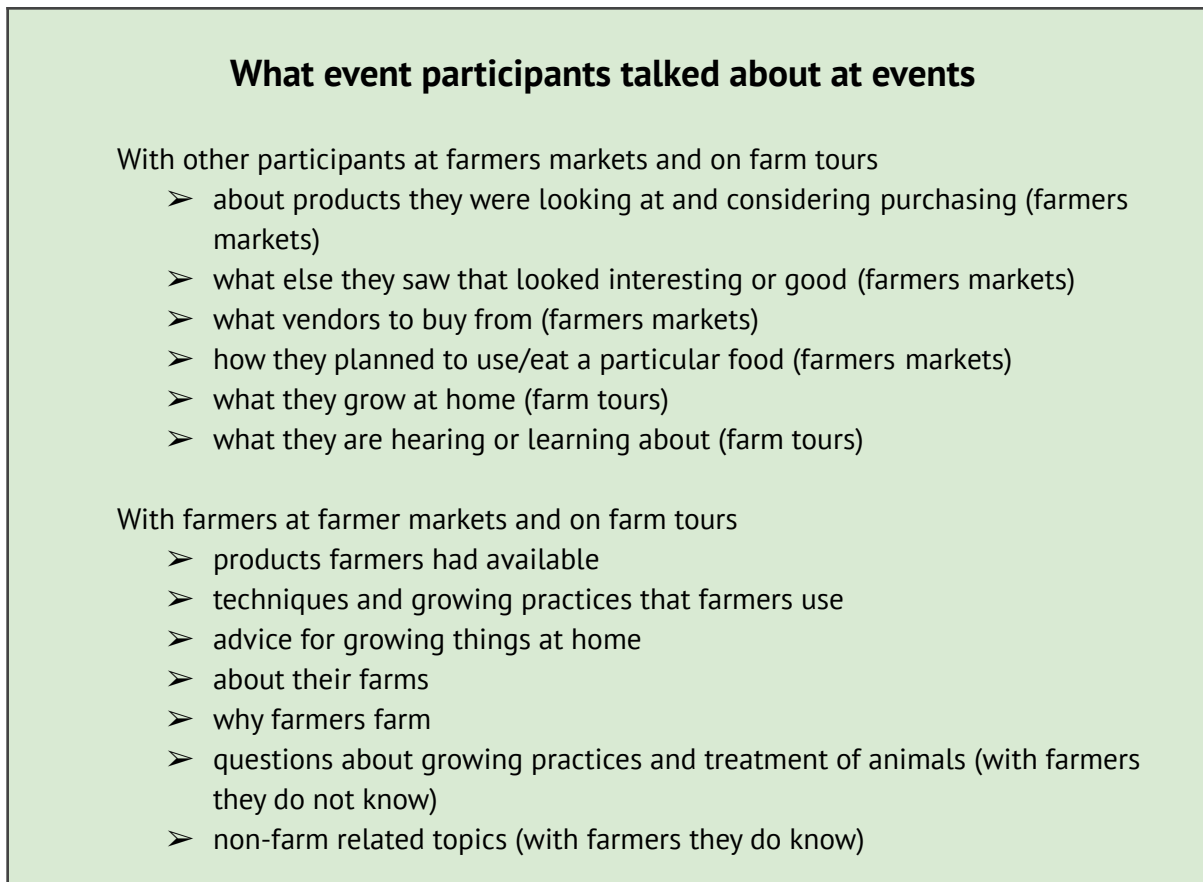 What event participants talked about at events
With other participants at farmers markets and on farm tours
➢ about products they were looking at and considering purchasing (farmers
markets)
➢ what else they saw that looked interesting or good (farmers markets)
➢ what vendors to buy from (farmers markets)
➢ how they planned to use/eat a particular food (farmers markets)
➢ what they grow at home (farm tours)
➢ what they are hearing or learning about (farm tours)
With farmers at farmer markets and on farm tours
➢ products farmers had available
➢ techniques and growing practices that farmers use
➢ advice for growing things at home
➢ about their farms
➢ why farmers farm
➢ questions about growing practices and treatment of animals (with farmers
they do not know)
➢ non-farm related topics (with farmers they do know)